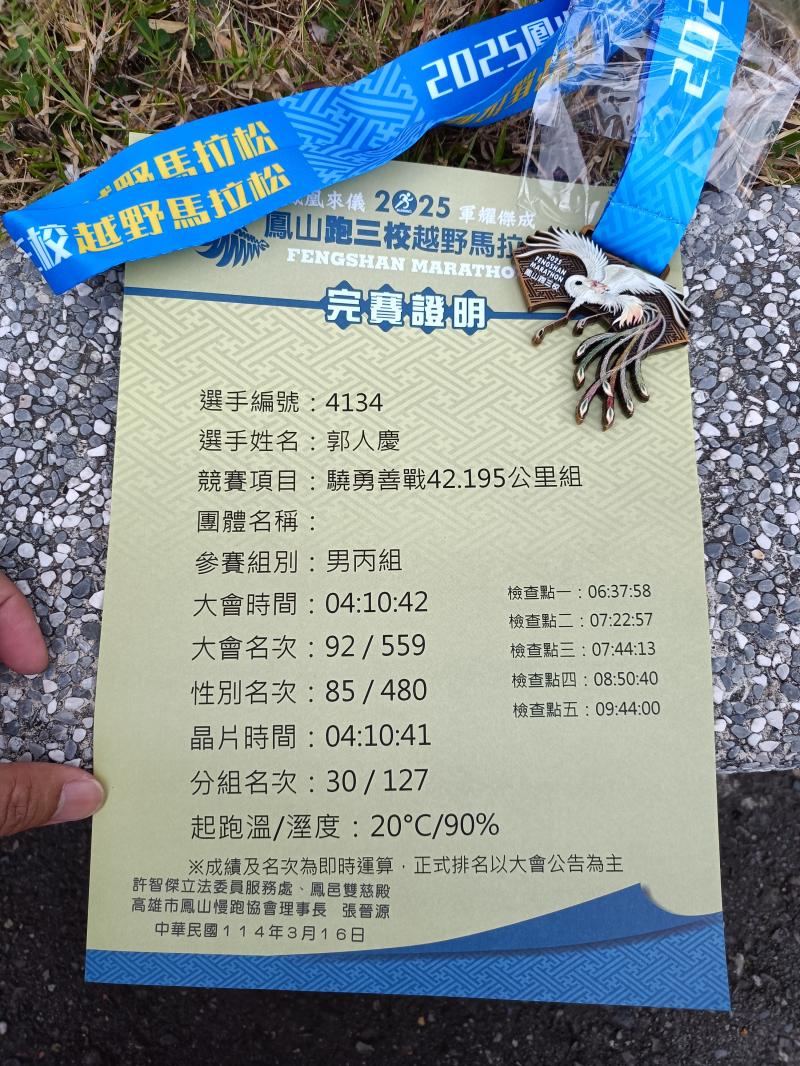 2025鳳山
越野馬拉松
校越野馬拉松
202
鳳凰來儀 2025 軍耀傑成
鳳山跑三校越野馬拉
FENGSHAN MARATHO
2025
FENGSHAN
MARATHON
鳳山跑三校
完賽證明
選手編號：4134
選手姓名：郭人慶
競賽項目：驍勇善戰42.195公里組
團體名稱：
參賽組別：男丙組
大會時間：04:10:42
大會名次：92 / 559
性別名次：85 / 480
晶片時間：04:10:41
分組名次：30 / 127
起跑溫/溼度：20°C/90%
檢查點一：06:37:58
檢查點二：07:22:57
檢查點三：07:44:13
檢查點四：08:50:40
檢查點五：09:44:00
※成績及名次為即時運算，正式排名以大會公告為主
許智傑立法委員服務處、鳳邑雙慈殿
高雄市鳳山慢跑協會理事長 張晉源
中華民國114年3月16日